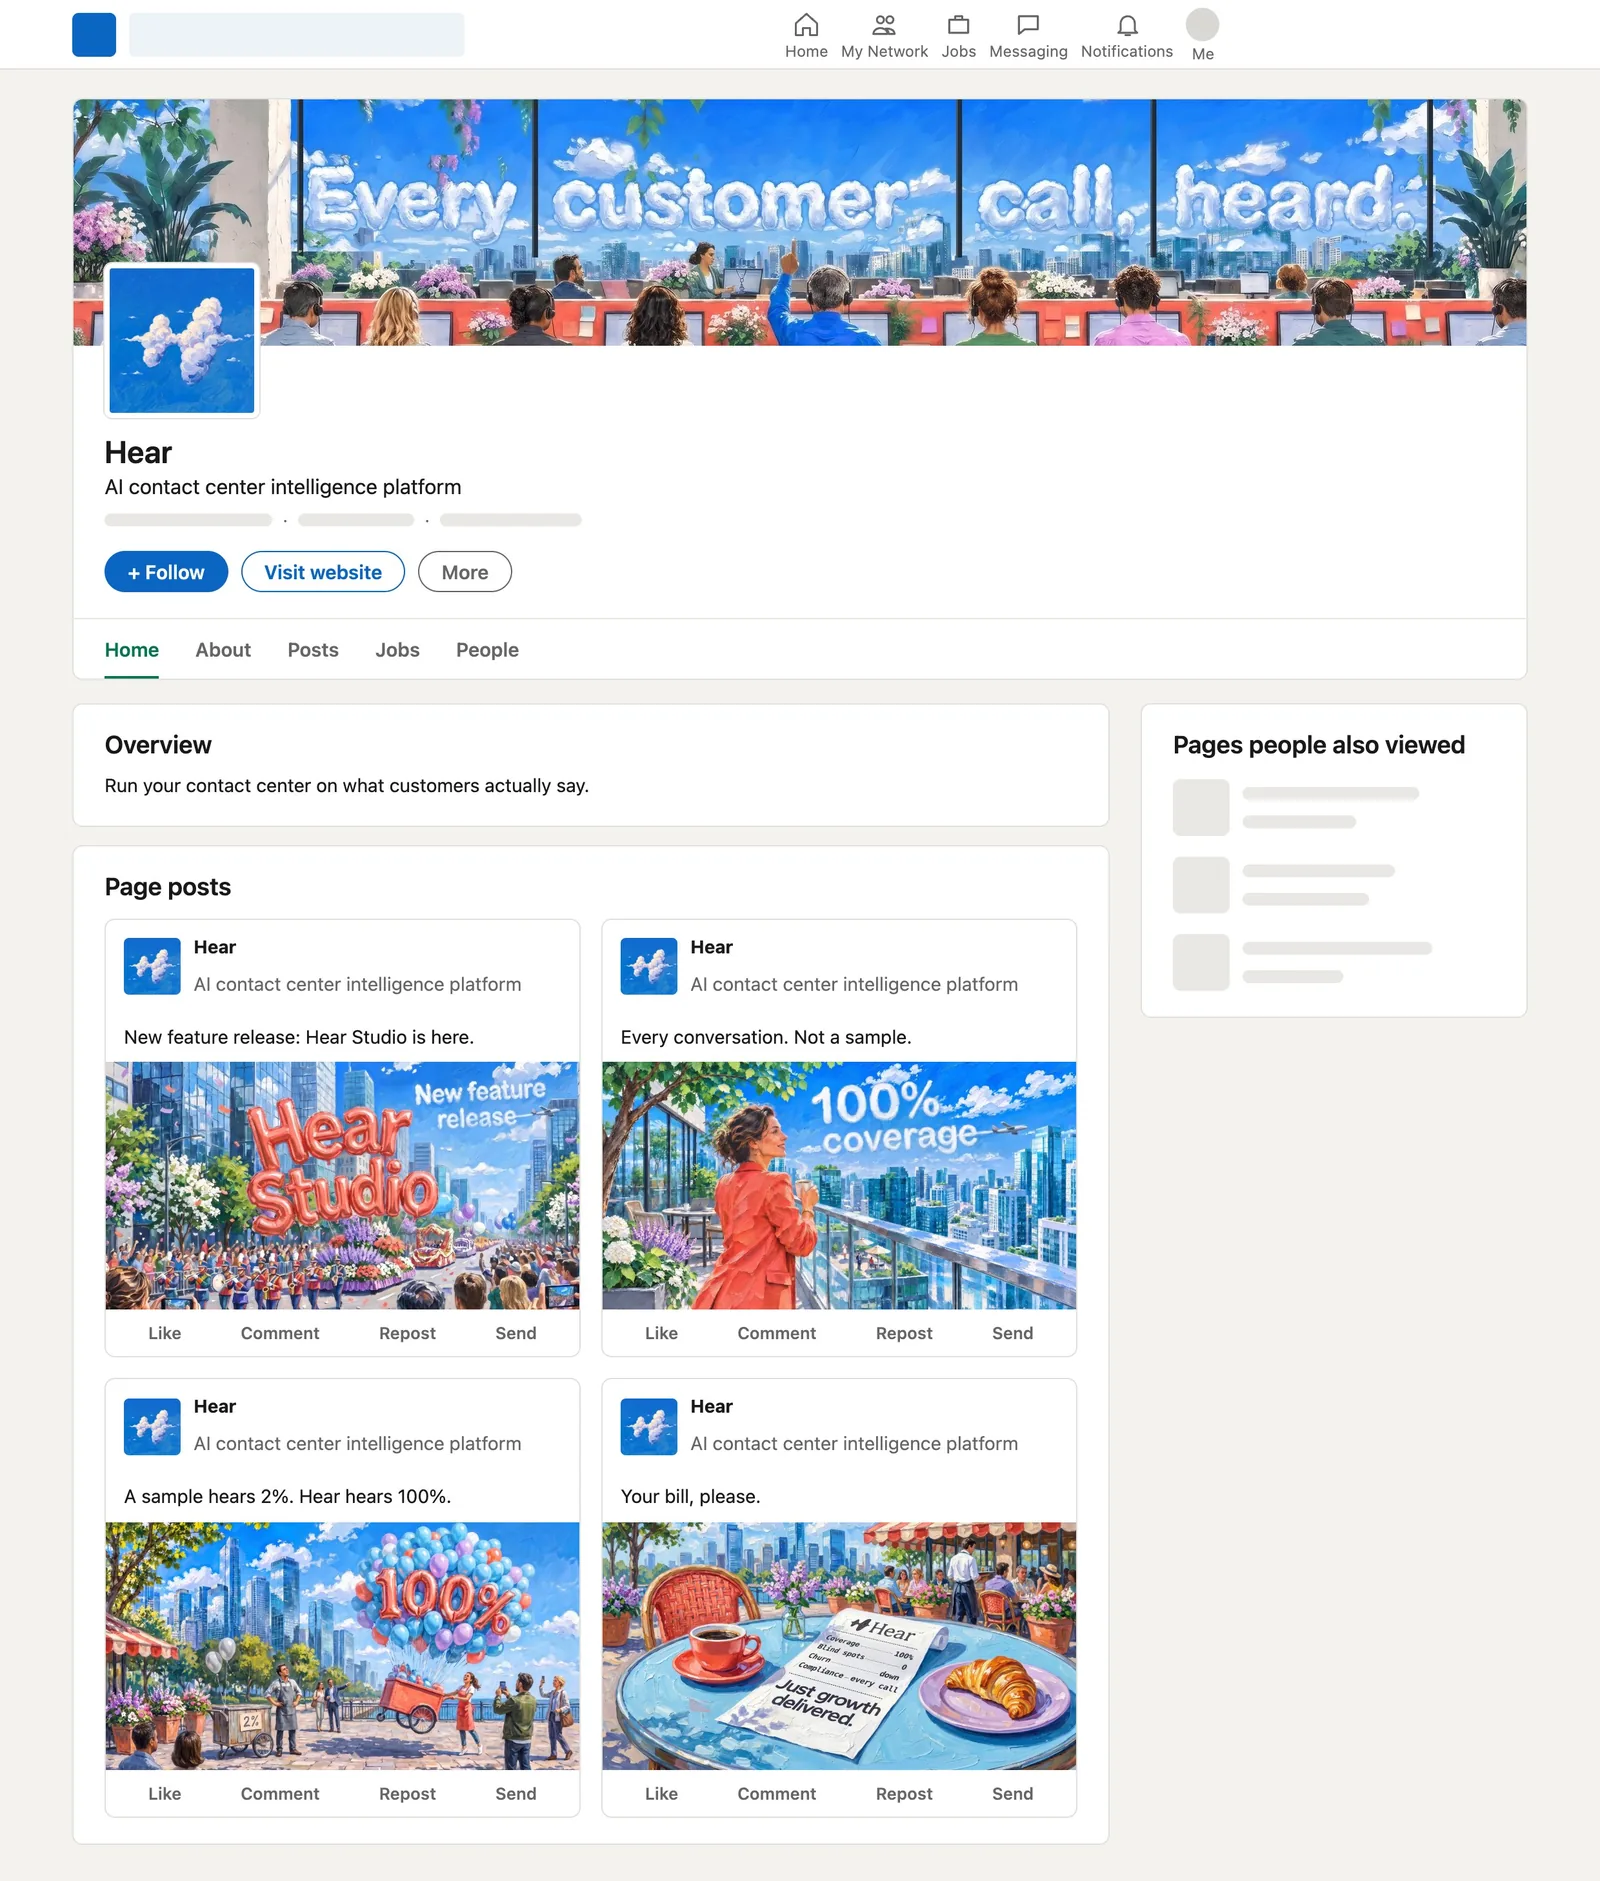 Home
My Network
Jobs
Messaging
Notifications
Me
Every customer call, heard.
Hear
AI contact center intelligence platform
+ Follow
Visit website
More
Home
About
Posts
Jobs
People
Overview
Run your contact center on what customers actually say.
Pages people also viewed
Page posts
Hear
AI contact center intelligence platform
New feature release: Hear Studio is here.
New feature
release
Hear
Studio
Like
Comment
Repost
Send
Hear
AI contact center intelligence platform
Every conversation. Not a sample.
100%
coverage
Like
Comment
Repost
Send
Hear
AI contact center intelligence platform
A sample hears 2%. Hear hears 100%.
100%
2%
Like
Comment
Repost
Send
Hear
AI contact center intelligence platform
Your bill, please.
Hear
Coverage 100%
Blind spots 0
Churn down
Compliance every call
Just growth
delivered.
Like
Comment
Repost
Send